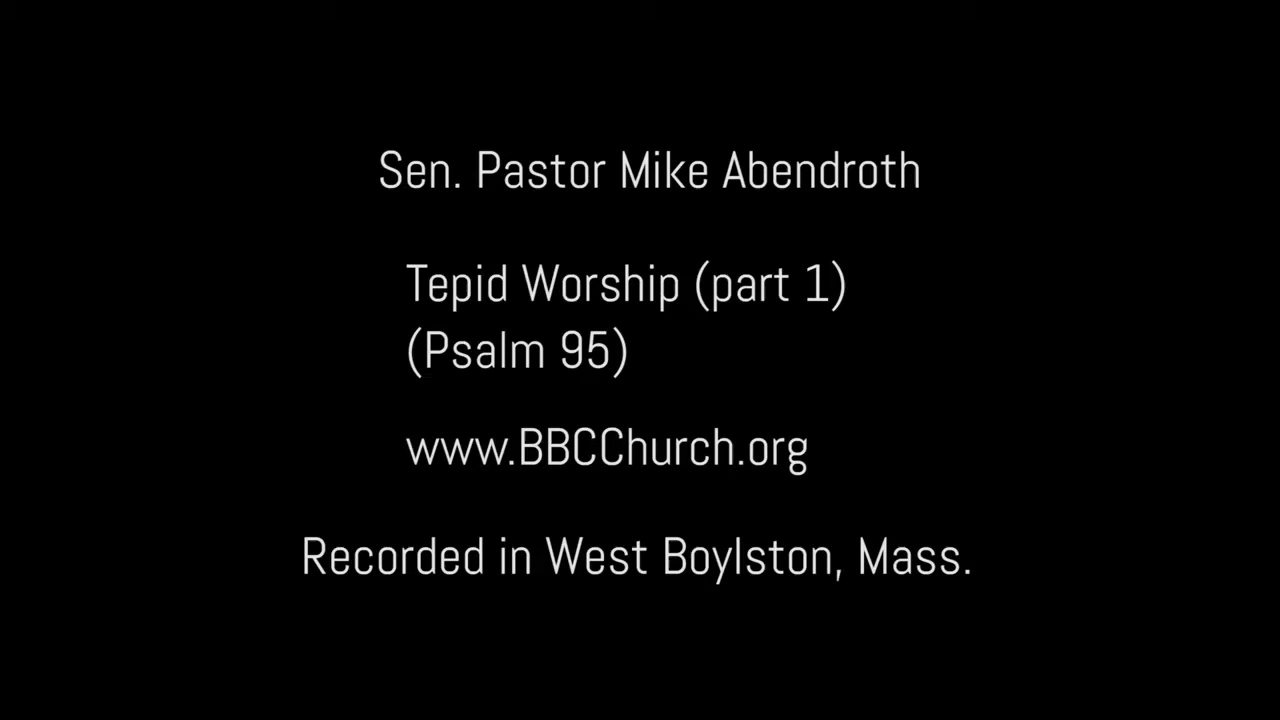 Sen. Pastor Mike Abendroth
Tepid Worship (part 1)
(Psalm 95)
www.BBCChurch.org
Recorded in West Boylston, Mass.